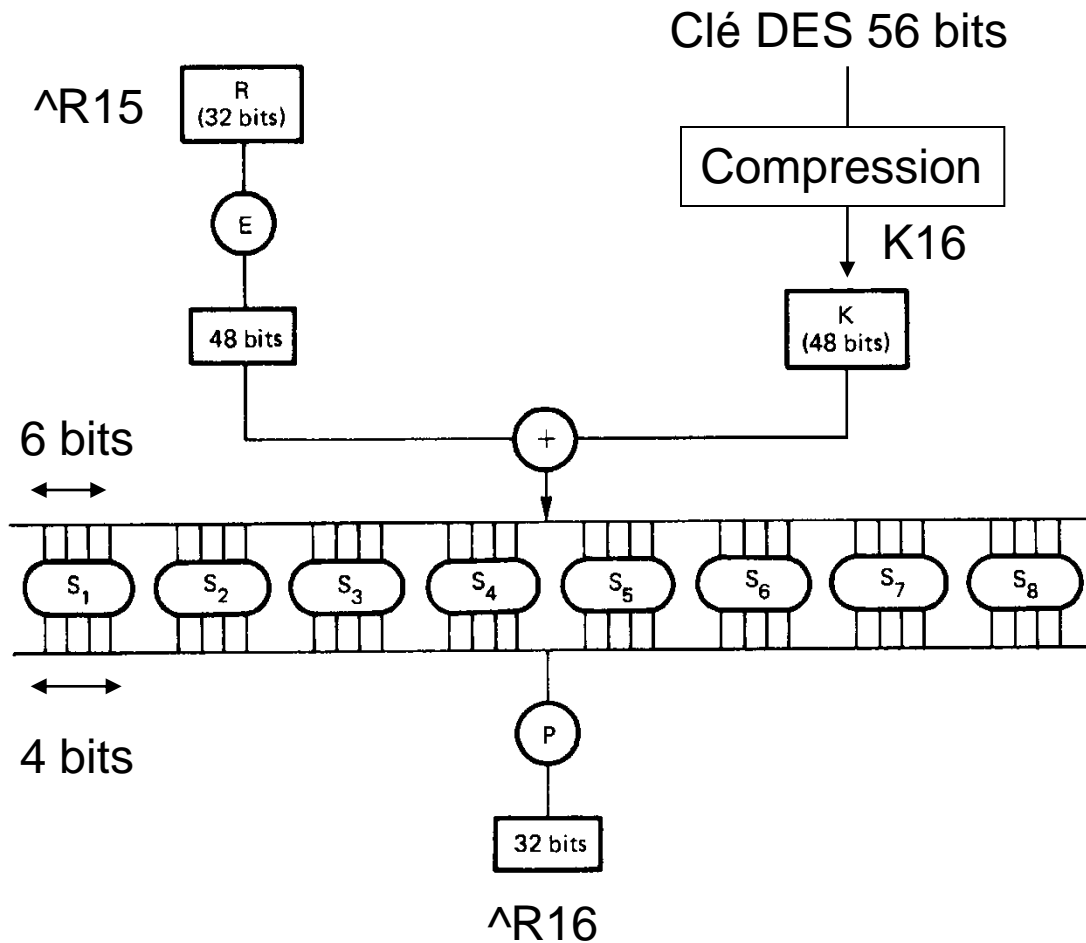 Clé DES 56 bits
^R15
R
(32 bits)
Compression
E
K16
48 bits
K
(48 bits)
6 bits
+
S1 S2 S3 S4 S5 S6 S7 S8
4 bits
P
32 bits
^R16